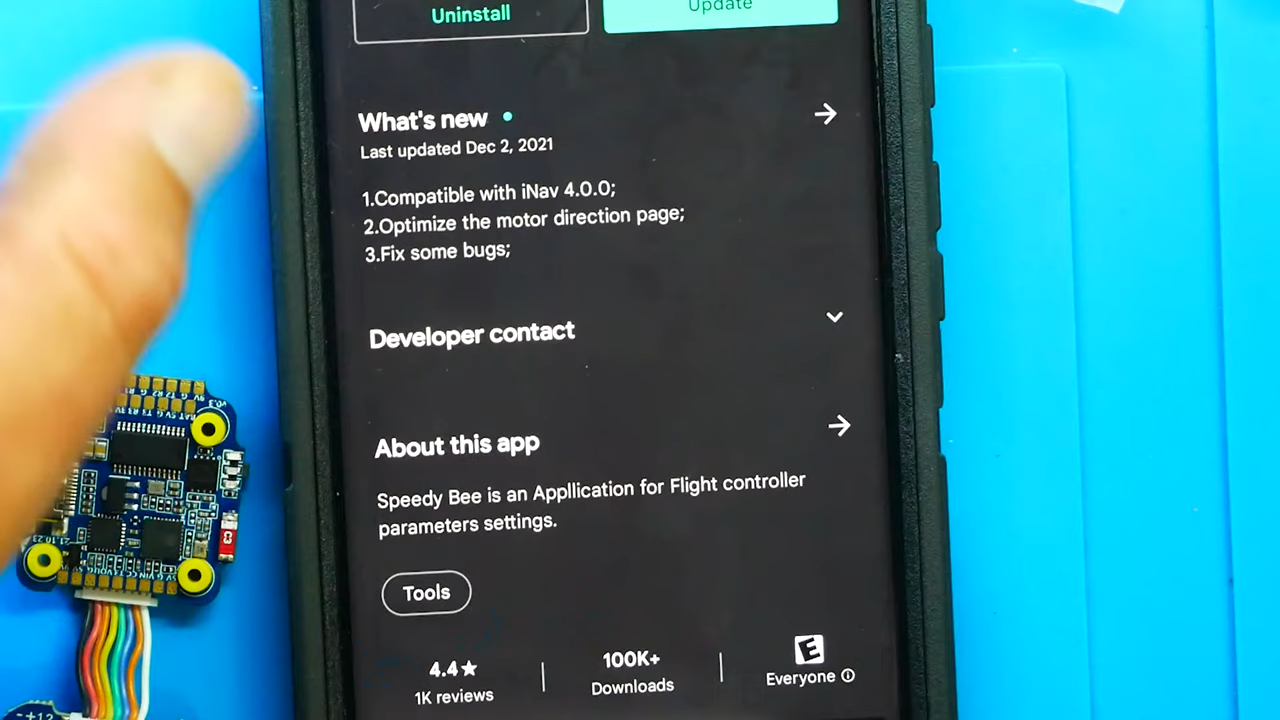 Uninstall
Update
What's new
Last updated Dec 2, 2021
1.Compatible with iNav 4.0.0;
2.Optimize the motor direction page;
3.Fix some bugs;
Developer contact
About this app
Speedy Bee is an Appllication for Flight controller
parameters settings.
Tools
4.4★
1K reviews
100K+
Downloads
E
Everyone